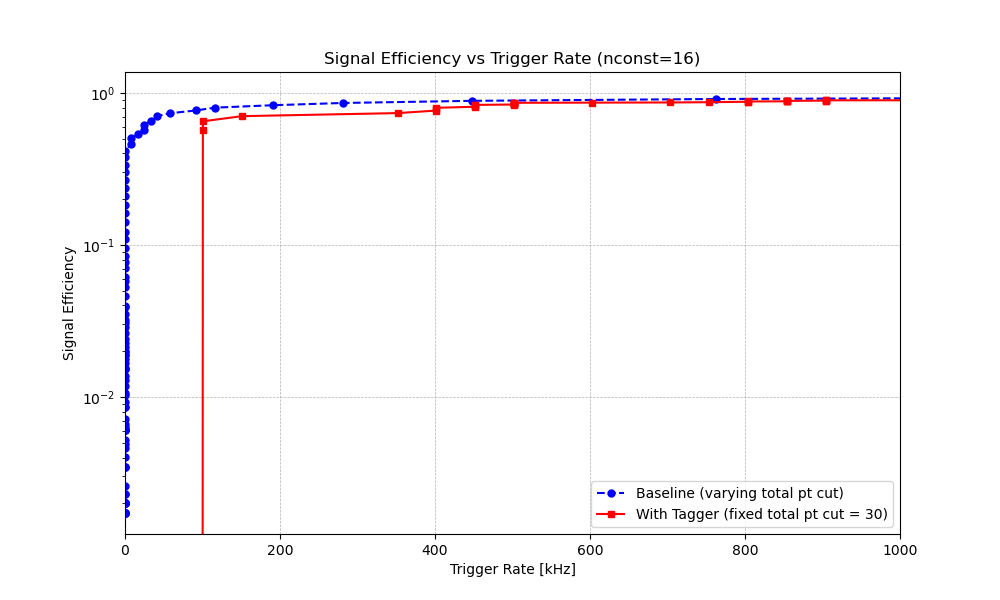 Signal Efficiency vs Trigger Rate (nconst=16)
10⁰
10⁻¹
10⁻²
Signal Efficiency
0 200 400 600 800 1000
Trigger Rate [kHz]
Baseline (varying total pt cut)
With Tagger (fixed total pt cut = 30)